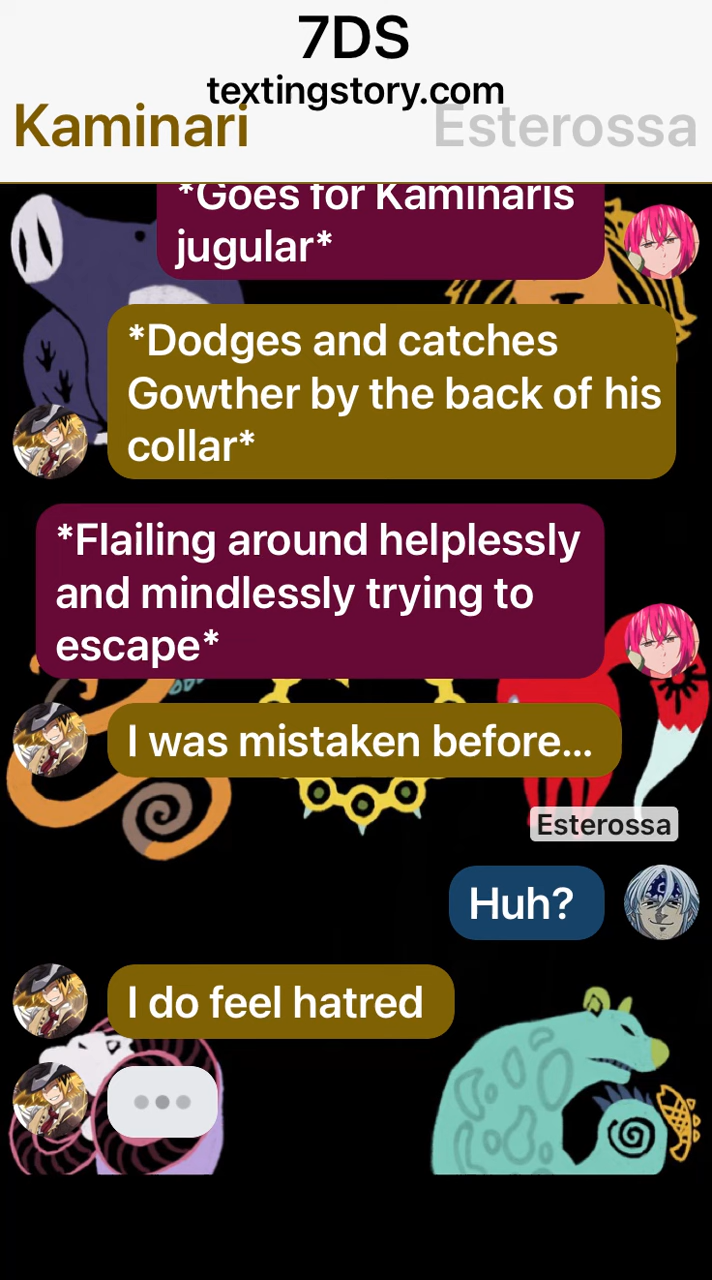 7DS
textingstory.com
Kaminari
Esterossa
*Goes for Kaminaris
jugular*
*Dodges and catches
Gowther by the back of his
collar*
*Flailing around helplessly
and mindlessly trying to
escape*
I was mistaken before...
Esterossa
Huh?
I do feel hatred